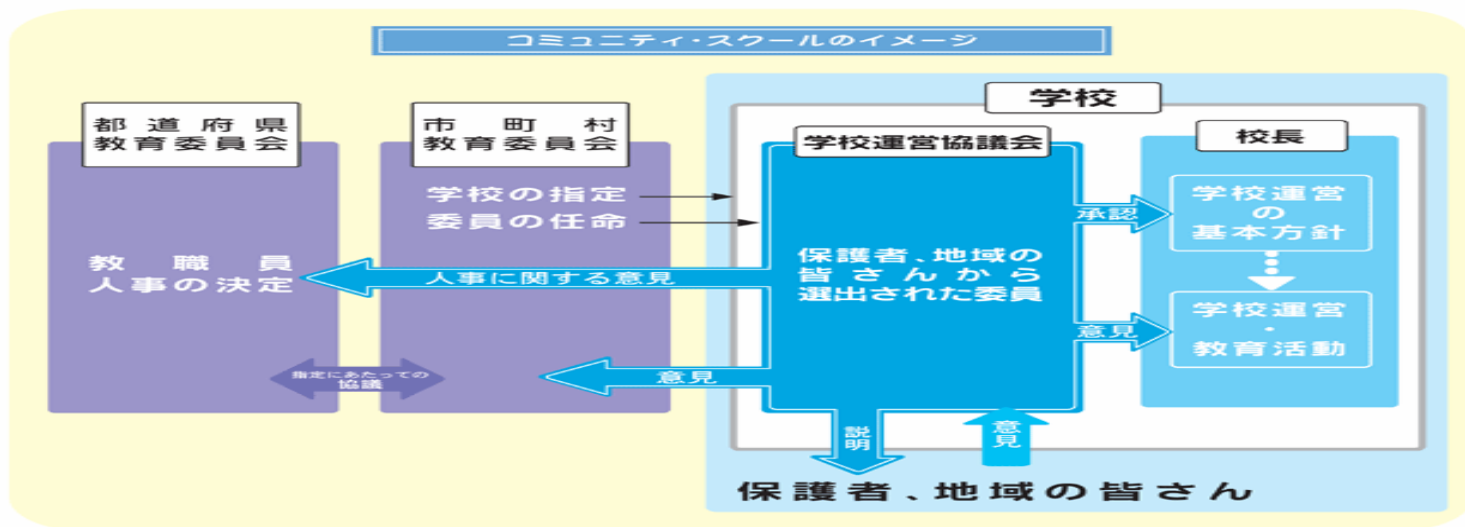 コミュニティ・スクールのイメージ
都道府県
教育委員会
教職員
人事の決定
市町村
教育委員会
学校の指定
委員の任命
人事に関する意見
指定にあたっての
協議
意見
学校
学校運営協議会
保護者、地域の
皆さんから
選出された委員
承認
意見
校長
学校運営
の
基本方針
学校運営
・
教育活動
説明
意見
保護者、地域の皆さん